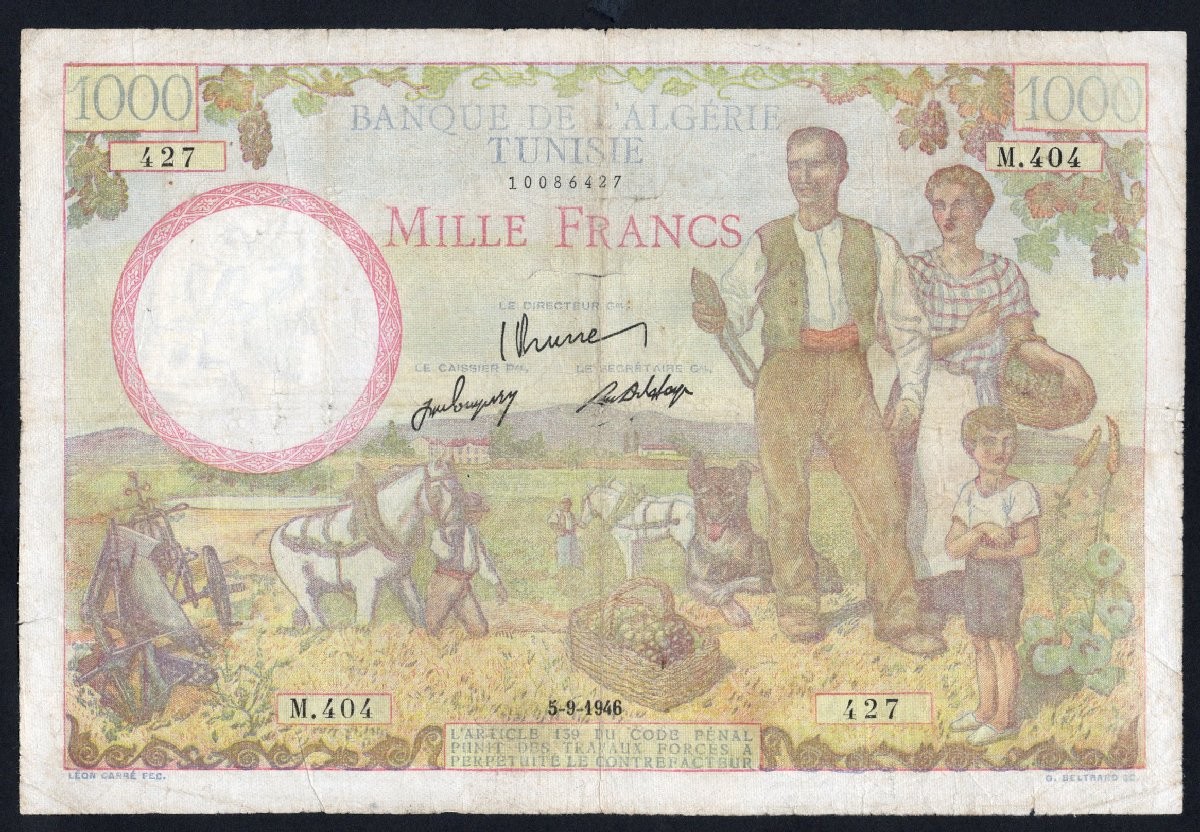 1000
1000
BANQUE DE L'ALGÉRIE
TUNISIE
427
M.404
10086427
MILLE FRANCS
LE DIRECTEUR GAL.
LE CAISSIER PAL.
LE SECRÉTAIRE GAL.
M.404
5-9-1946
427
L'ARTICLE 139 DU CODE PÉNAL
PUNIT DES TRAVAUX FORCÉS A
PERPÉTUITÉ LE CONTREFACTEUR
LÉON CARRÉ FEC.
G. BELTRAND SC.